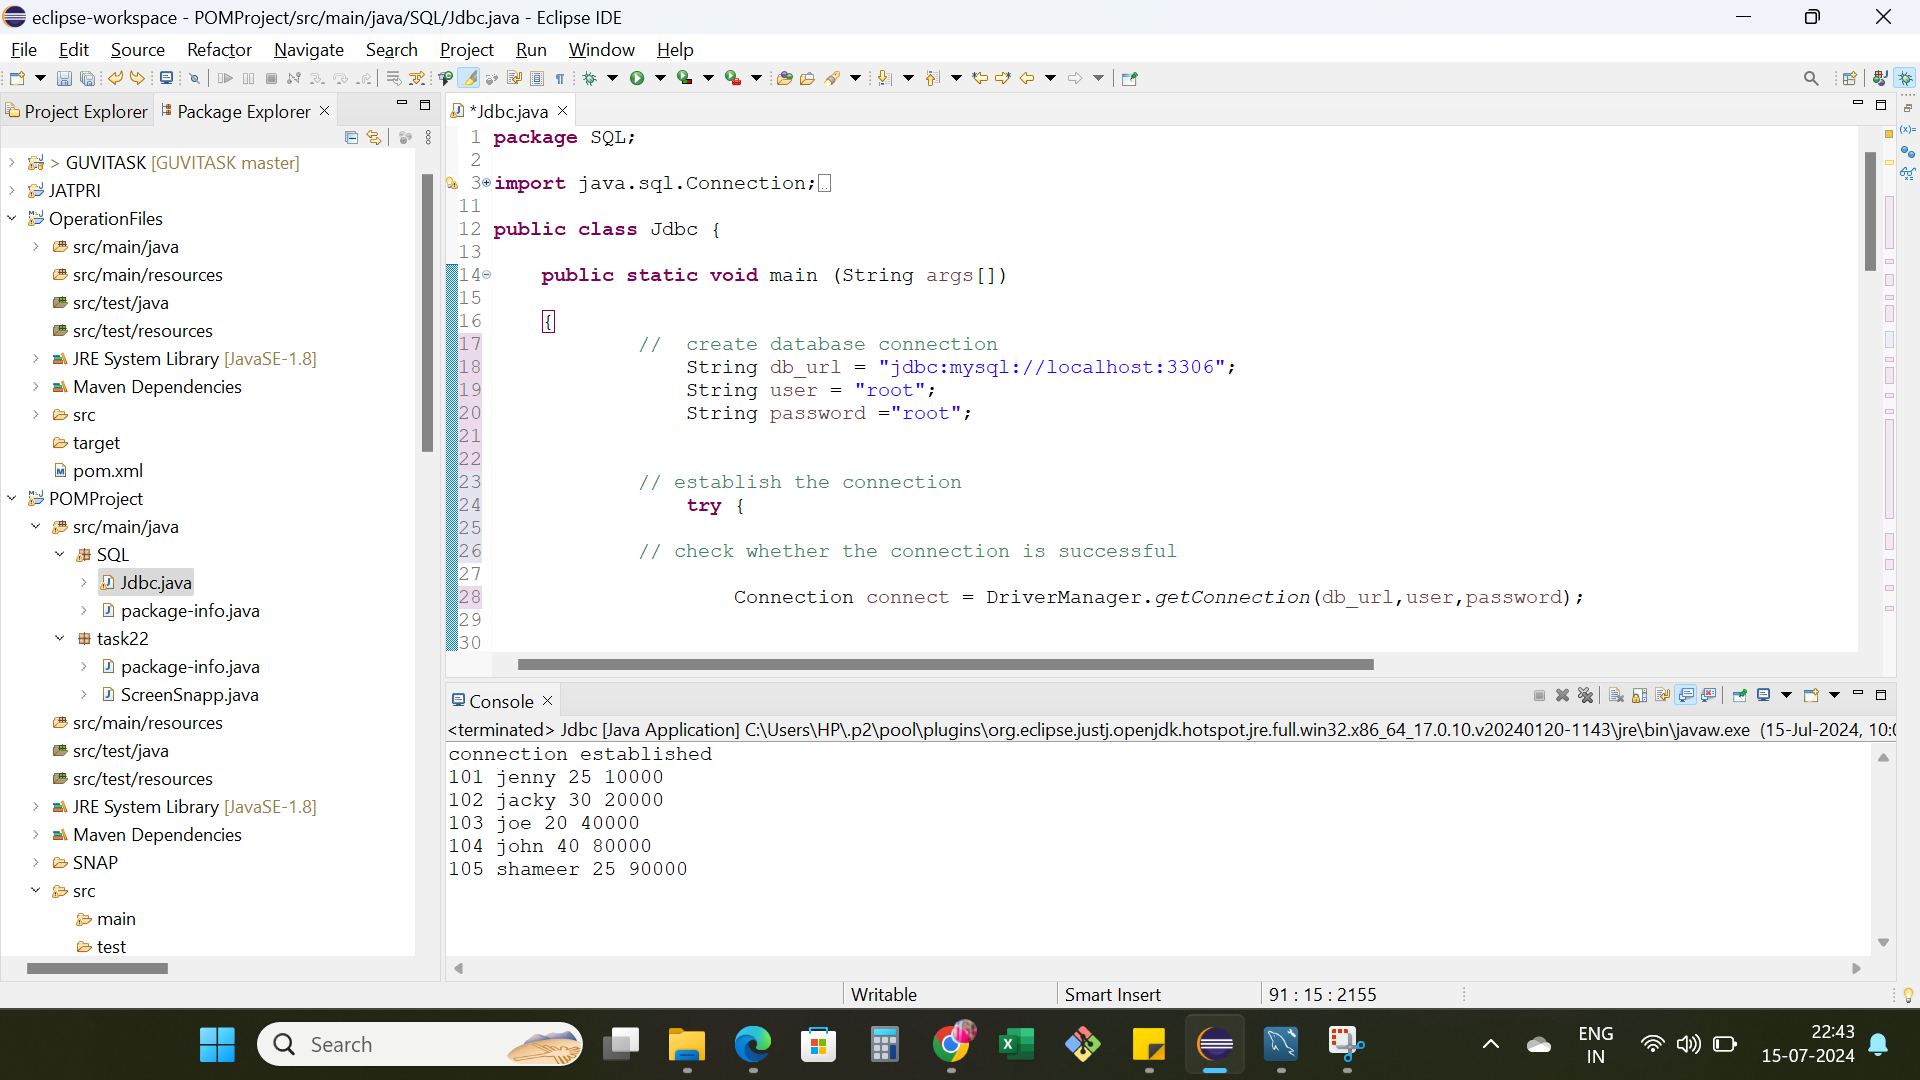 eclipse-workspace - POMProject/src/main/java/SQL/Jdbc.java - Eclipse IDE
File Edit Source Refactor Navigate Search Project Run Window Help
Project Explorer
Package Explorer
> GUVITASK [GUVITASK master]
JATPRI
OperationFiles
src/main/java
src/main/resources
src/test/java
src/test/resources
JRE System Library [JavaSE-1.8]
Maven Dependencies
src
target
pom.xml
POMProject
src/main/java
SQL
Jdbc.java
package-info.java
task22
package-info.java
ScreenSnapp.java
src/main/resources
src/test/java
src/test/resources
JRE System Library [JavaSE-1.8]
Maven Dependencies
SNAP
src
main
test
*Jdbc.java
1 package SQL;
2
3 import java.sql.Connection;
11
12 public class Jdbc {
13
14 public static void main (String args[])
15
16 {
17 // create database connection
18 String db_url = "jdbc:mysql://localhost:3306";
19 String user = "root";
20 String password ="root";
21
22
23 // establish the connection
24 try {
25
26 // check whether the connection is successful
27
28 Connection connect = DriverManager.getConnection(db_url,user,password);
29
30
Console
<terminated> Jdbc [Java Application] C:\Users\HP\.p2\pool\plugins\org.eclipse.justj.openjdk.hotspot.jre.full.win32.x86_64_17.0.10.v20240120-1143\jre\bin\javaw.exe (15-Jul-2024, 10:0
connection established
101 jenny 25 10000
102 jacky 30 20000
103 joe 20 40000
104 john 40 80000
105 shameer 25 90000
Writable
Smart Insert
91 : 15 : 2155
Search
ENG
IN
22:43
15-07-2024